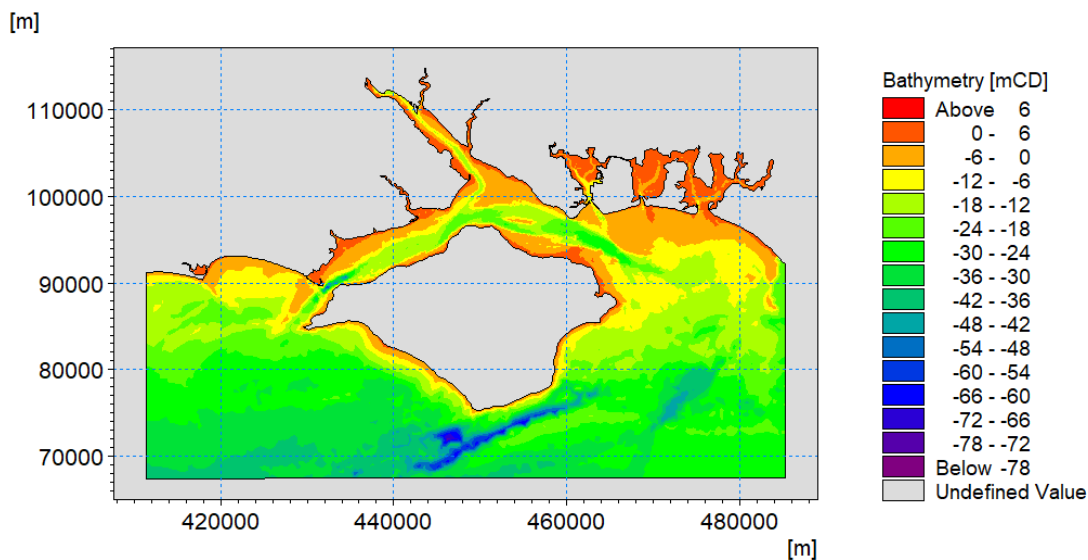 [m]
110000
100000
90000
80000
70000
420000 440000 460000 480000
[m]
Bathymetry [mCD]
Above 6
0 - 6
-6 - 0
-12 - -6
-18 - -12
-24 - -18
-30 - -24
-36 - -30
-42 - -36
-48 - -42
-54 - -48
-60 - -54
-66 - -60
-72 - -66
-78 - -72
Below -78
Undefined Value